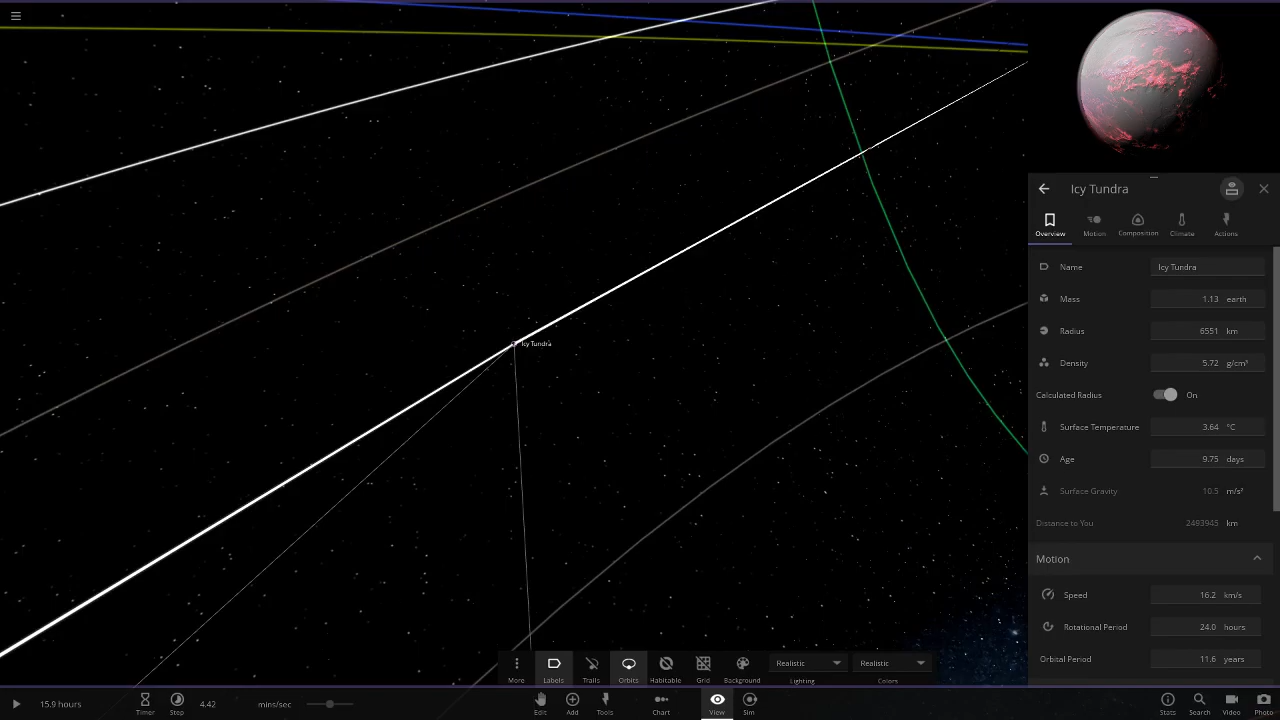 Icy Tundra
Icy Tundra
Overview
Motion
Composition
Climate
Actions
Name Icy Tundra
Mass 1.13 earth
Radius 6551 km
Density 5.72 g/cm³
Calculated Radius On
Surface Temperature 3.64 °C
Age 9.75 days
Surface Gravity 10.5 m/s²
Distance to You 2493945 km
Motion
Speed 16.2 km/s
Rotational Period 24.0 hours
Orbital Period 11.6 years
More
Labels
Trails
Orbits
Habitable
Grid
Background
Realistic
Lighting
Realistic
Colors
15.9 hours
Timer
Step
4.42 mins/sec
Edit
Add
Tools
Chart
View
Sim
Stats
Search
Video
Photo